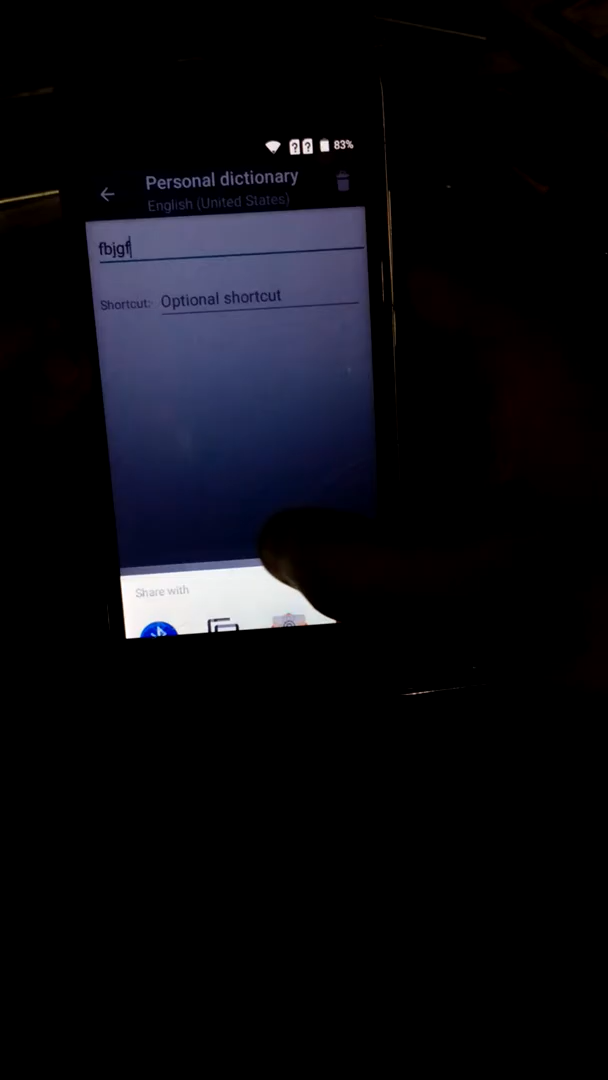 83%
Personal dictionary
English (United States)
fbjgf
Shortcut: Optional shortcut
Share with